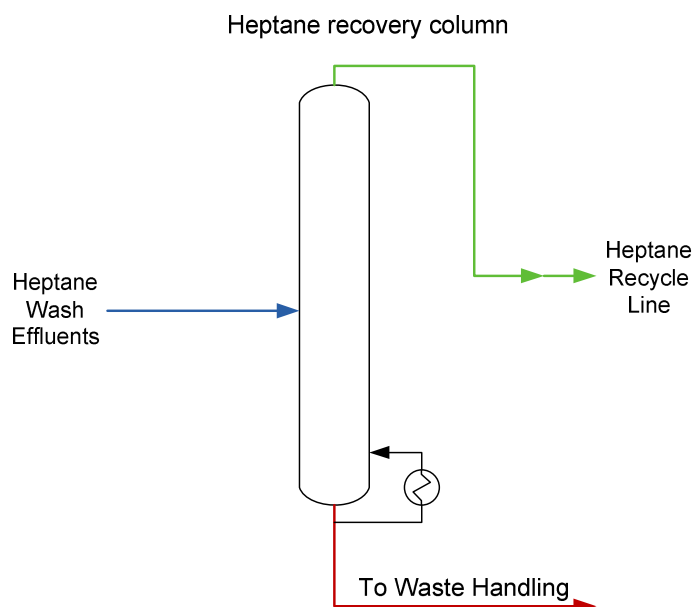 Heptane recovery column
Heptane
Wash
Effluents
Heptane
Recycle
Line
To Waste Handling